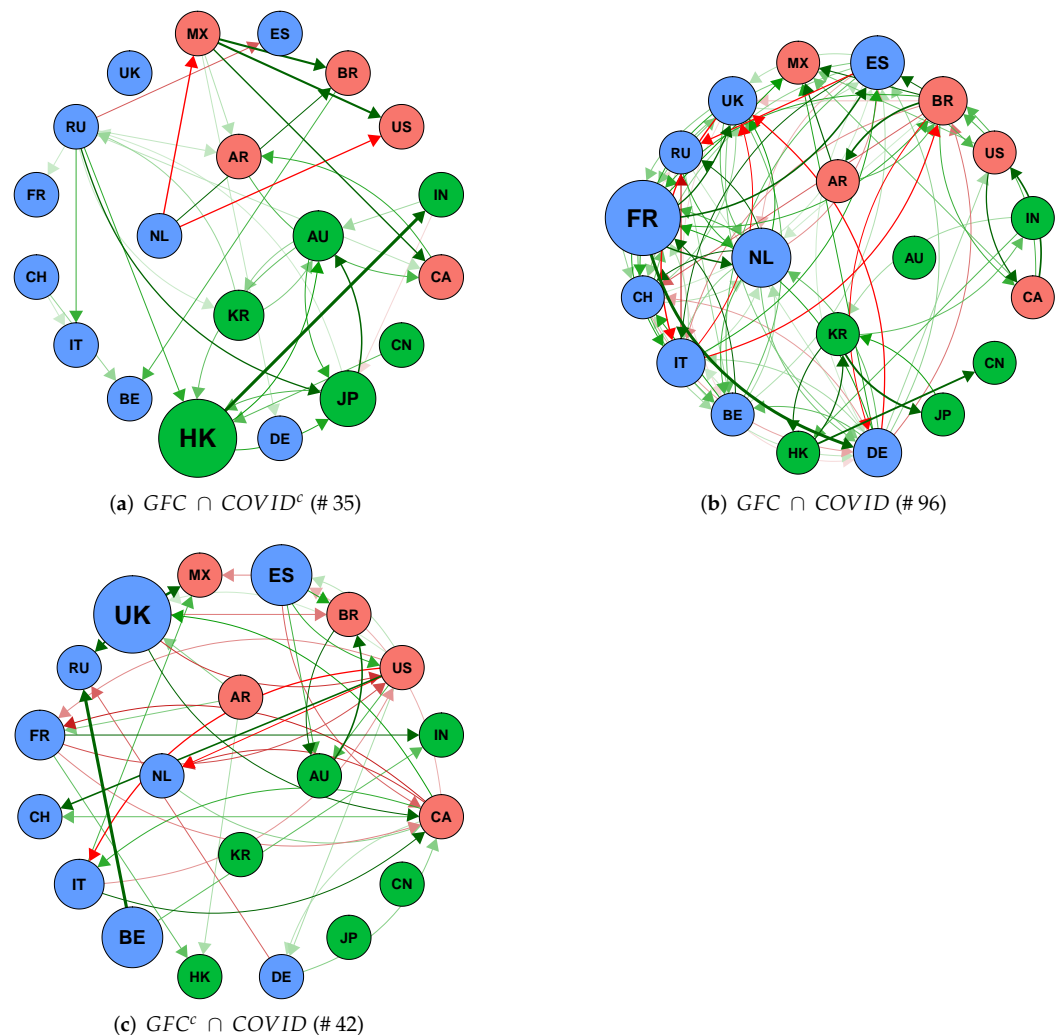 MX
ES
UK
BR
RU
US
AR
FR
IN
NL
AU
CH
CA
KR
IT
CN
BE
JP
HK
DE
(a) GFC ∩ COVIDᶜ (# 35)
MX
ES
UK
BR
RU
US
AR
FR
IN
NL
AU
CH
CA
KR
IT
CN
BE
JP
HK
DE
(b) GFC ∩ COVID (# 96)
MX
ES
UK
BR
RU
US
AR
FR
IN
NL
AU
CH
CA
KR
IT
CN
BE
JP
HK
DE
(c) GFCᶜ ∩ COVID (# 42)